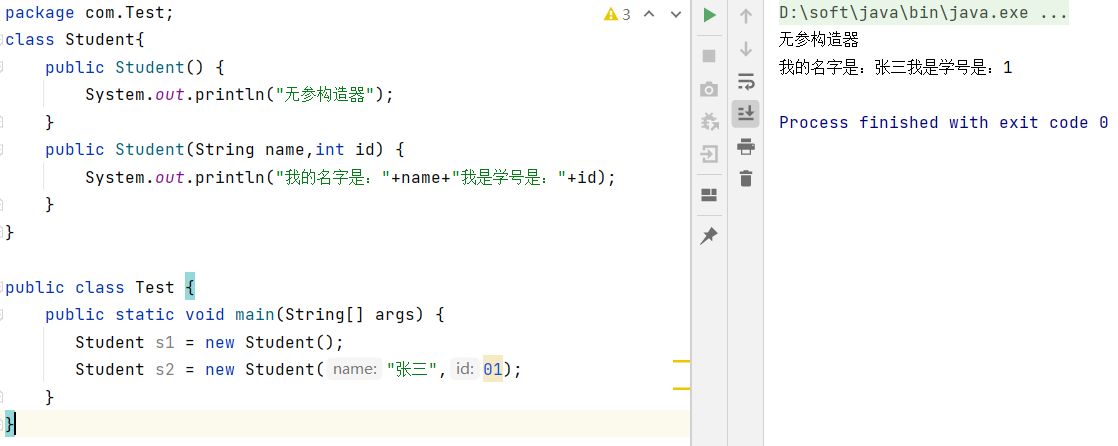 package com.Test;
3
class Student{
public Student() {
System.out.println("无参构造器");
}
public Student(String name,int id) {
System.out.println("我的名字是："+name+"我是学号是："+id);
}
}
public class Test {
public static void main(String[] args) {
Student s1 = new Student();
Student s2 = new Student( name: "张三", id: 01);
}
}
D:\soft\java\bin\java.exe ...
无参构造器
我的名字是：张三我是学号是：1
Process finished with exit code 0